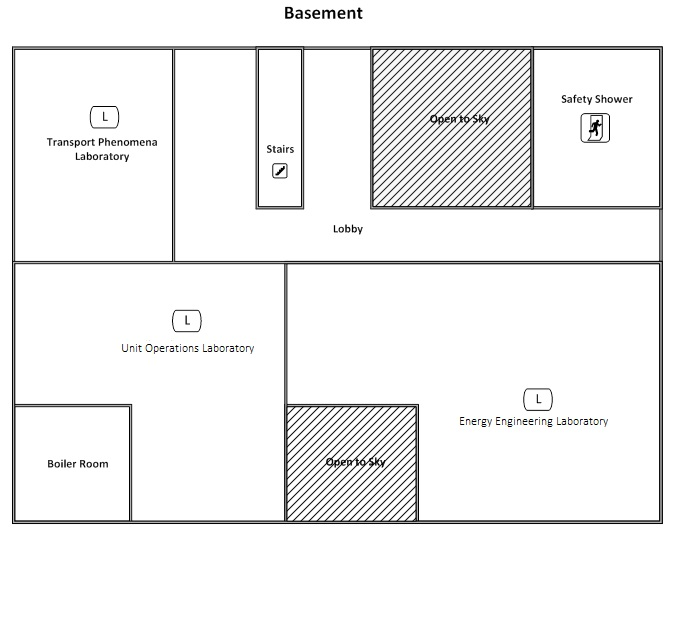 Basement
L
Transport Phenomena
Laboratory
Stairs
Open to Sky
Safety Shower
Lobby
L
Unit Operations Laboratory
L
Energy Engineering Laboratory
Boiler Room
Open to Sky